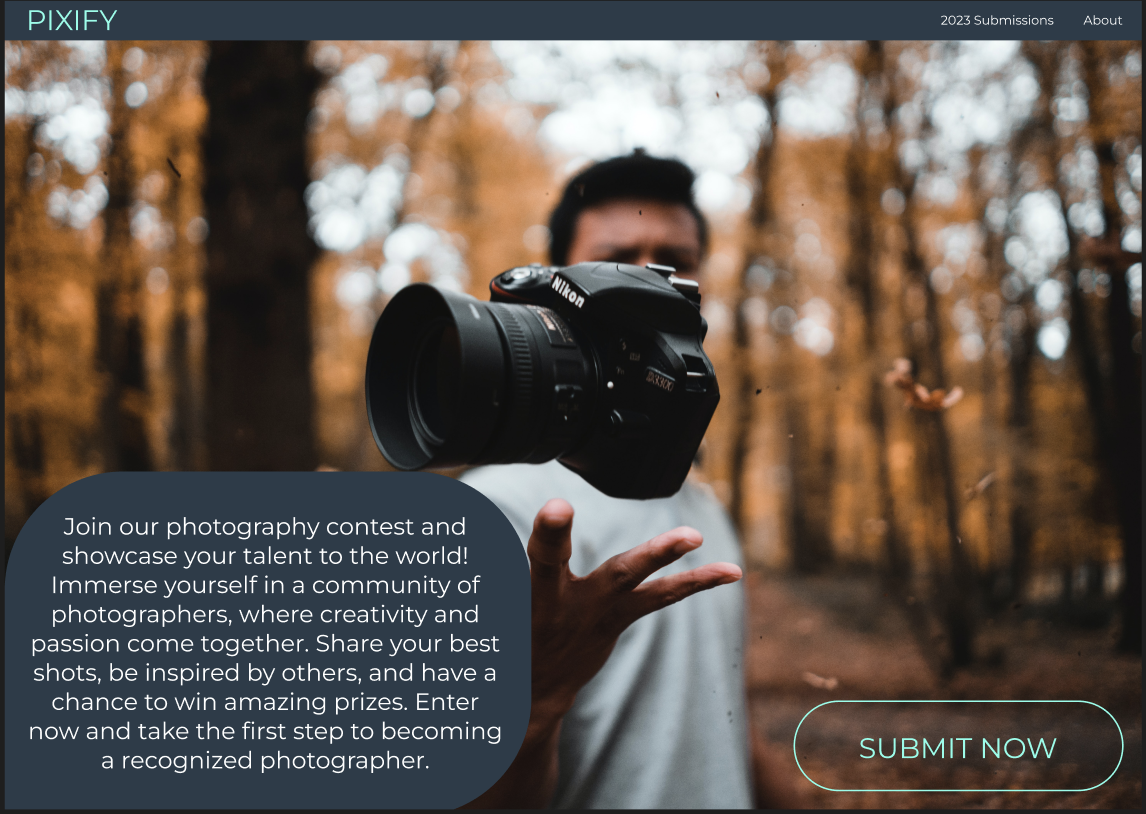 PIXIFY
2023 Submissions
About
Nikon
D3300
Join our photography contest and
showcase your talent to the world!
Immerse yourself in a community of
photographers, where creativity and
passion come together. Share your best
shots, be inspired by others, and have a
chance to win amazing prizes. Enter
now and take the first step to becoming
a recognized photographer.
SUBMIT NOW